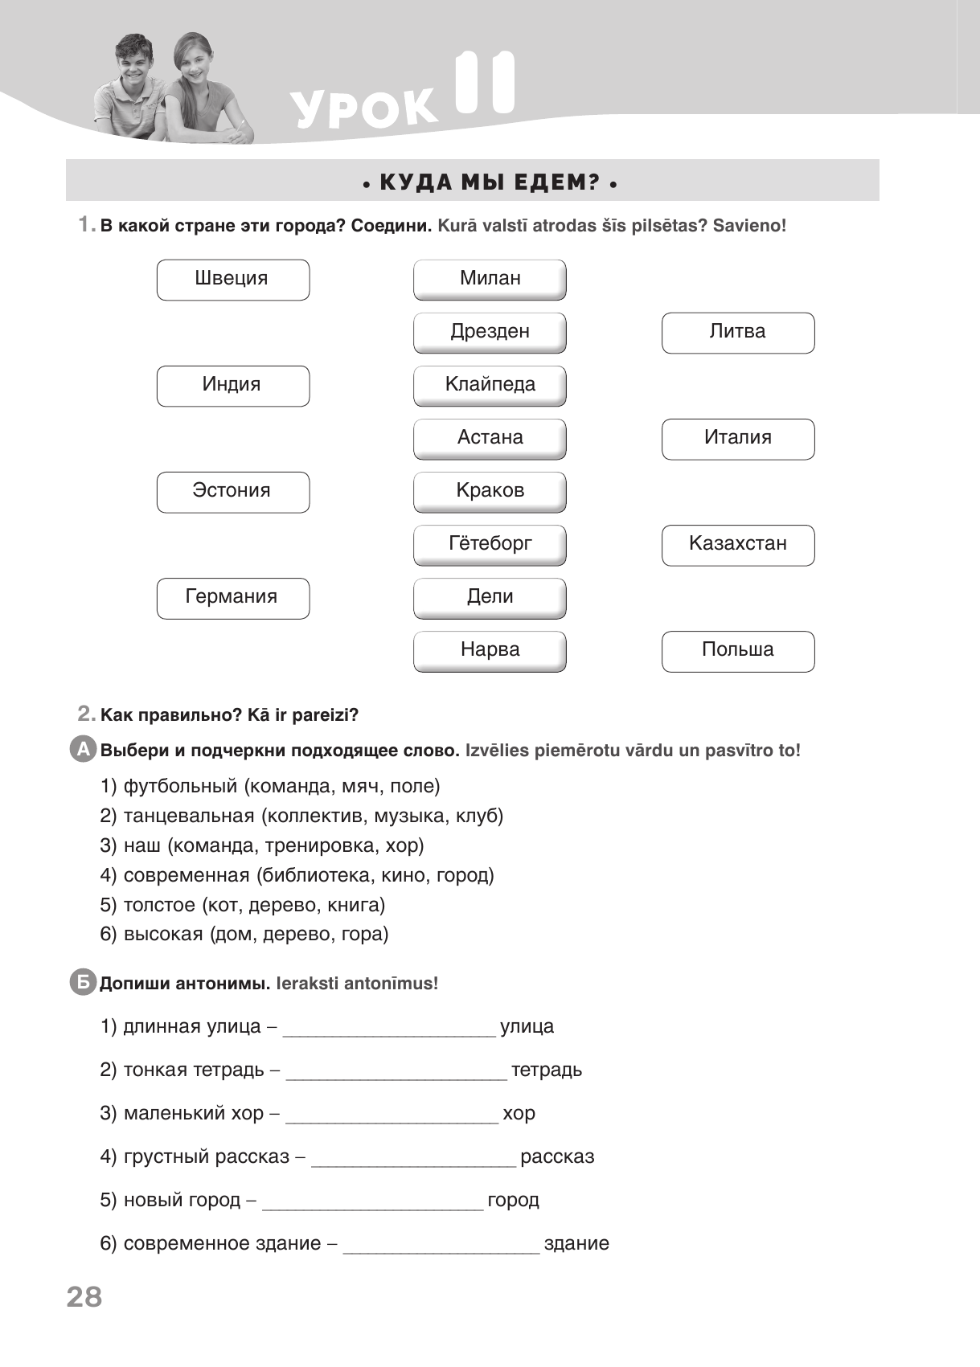 УРОК 11
• КУДА МЫ ЕДЕМ? •
1. В какой стране эти города? Соедини. Kurā valstī atrodas šīs pilsētas? Savieno!
Швеция Милан
Дрезден Литва
Индия Клайпеда
Астана Италия
Эстония Краков
Гётеборг Казахстан
Германия Дели
Нарва Польша
2. Как правильно? Kā ir pareizi?
А Выбери и подчеркни подходящее слово. Izvēlies piemērotu vārdu un pasvītro to!
1) футбольный (команда, мяч, поле)
2) танцевальная (коллектив, музыка, клуб)
3) наш (команда, тренировка, хор)
4) современная (библиотека, кино, город)
5) толстое (кот, дерево, книга)
6) высокая (дом, дерево, гора)
Б Допиши антонимы. Ieraksti antonīmus!
1) длинная улица – ____________________ улица
2) тонкая тетрадь – ____________________ тетрадь
3) маленький хор – ____________________ хор
4) грустный рассказ – ____________________ рассказ
5) новый город – ____________________ город
6) современное здание – ____________________ здание
28